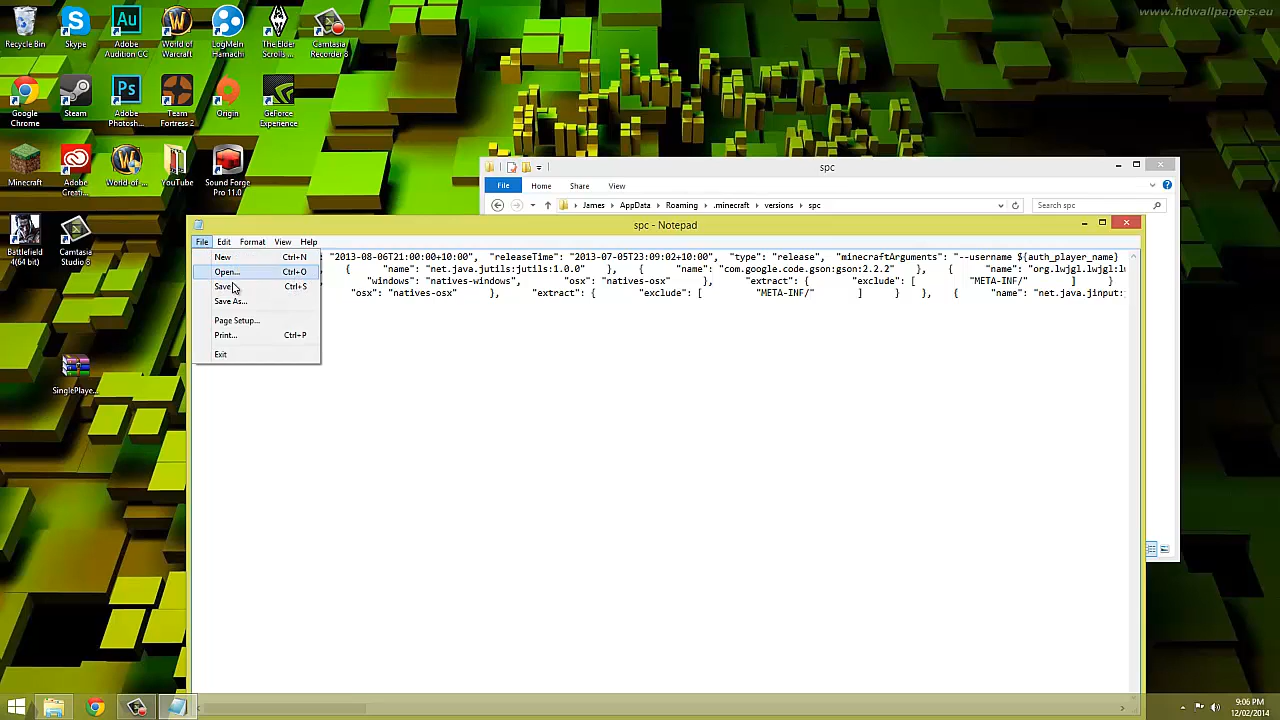 www.hdwallpapers.eu
Recycle Bin
Skype
Adobe Audition CC
World of Warcraft
LogMeIn Hamachi
The Elder Scrolls ...
Camtasia Recorder 8
Google Chrome
Steam
Adobe Photosh...
Team Fortress 2
Origin
GeForce Experience
Minecraft
Adobe Creati...
World of-...
YouTube
Sound Forge Pro 11.0
Battlefield 4(64 bit)
Camtasia Studio 8
SinglePlaye...
spc
File Home Share View
James AppData Roaming .minecraft versions spc
Search spc
spc - Notepad
File Edit Format View Help
New Ctrl+N
Open... Ctrl+O
Save Ctrl+S
Save As...
Page Setup...
Print... Ctrl+P
Exit
"2013-08-06T21:00:00+10:00", "releaseTime": "2013-07-05T23:09:02+10:00", "type": "release", "minecraftArguments": "--username ${auth_player_name}
{ "name": "net.java.jutils:jutils:1.0.0" }, { "name": "com.google.code.gson:gson:2.2.2" }, { "name": "org.lwjgl.lwjgl:lw
"windows": "natives-windows", "osx": "natives-osx" }, "extract": { "exclude": [ "META-INF/" ] }
"osx": "natives-osx" }, "extract": { "exclude": [ "META-INF/" ] } }, { "name": "net.java.jinput:
9:06 PM
12/02/2014